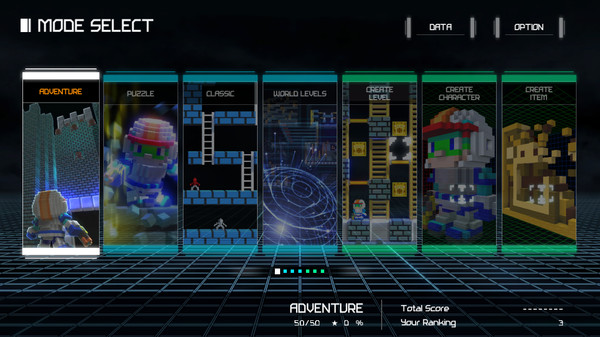 MODE SELECT
DATA
OPTION
ADVENTURE
PUZZLE
CLASSIC
WORLD LEVELS
CREATE
LEVEL
CREATE
CHARACTER
CREATE
ITEM
ADVENTURE
50/50 ★ 0 %
Total Score -------
Your Ranking 3